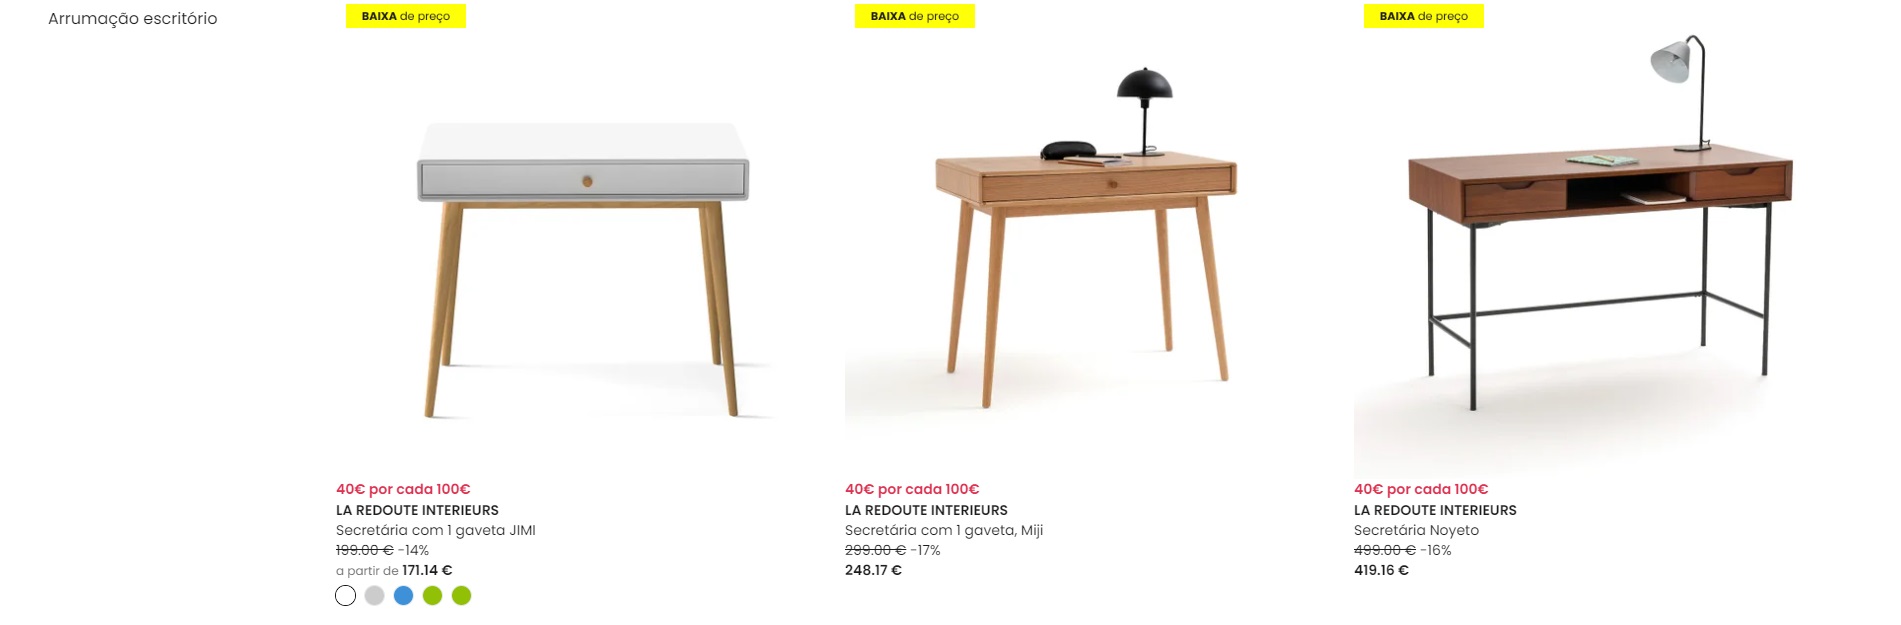 Arrumação escritório
BAIXA de preço
40€ por cada 100€
LA REDOUTE INTERIEURS
Secretária com 1 gaveta JIMI
199.00 € -14%
a partir de 171.14 €
BAIXA de preço
40€ por cada 100€
LA REDOUTE INTERIEURS
Secretária com 1 gaveta, Miji
299.00 € -17%
248.17 €
BAIXA de preço
40€ por cada 100€
LA REDOUTE INTERIEURS
Secretária Noyeto
499.00 € -16%
419.16 €